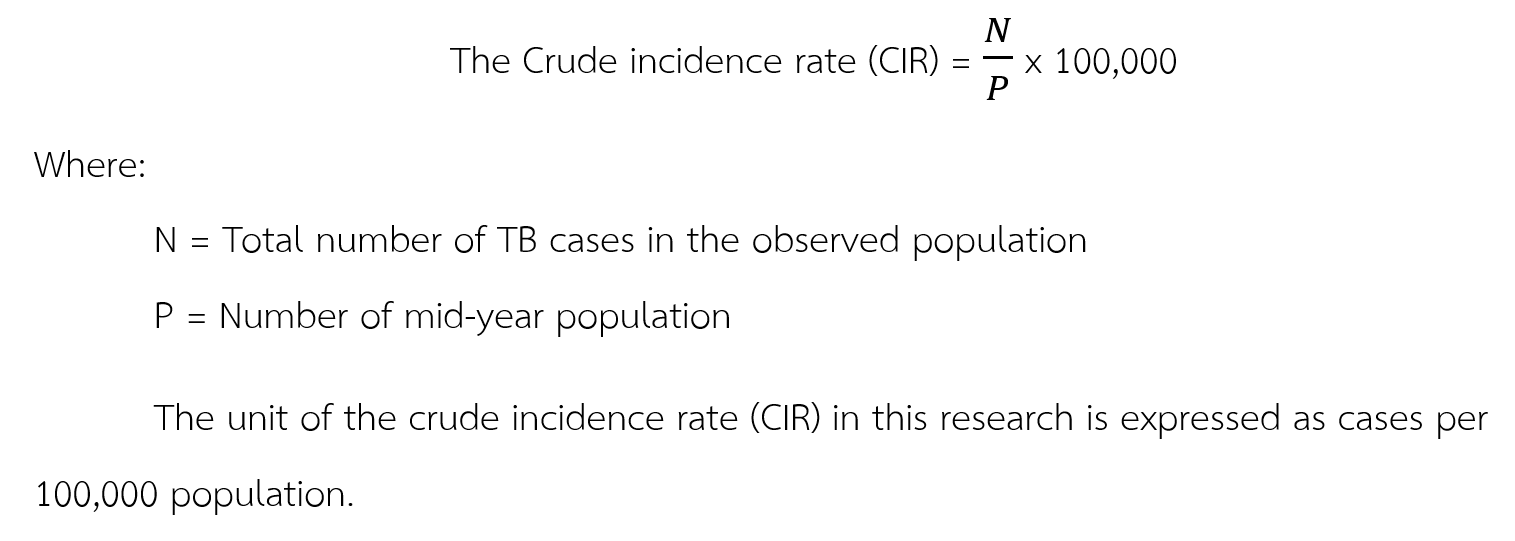 The Crude incidence rate (CIR) = N/P x 100,000
Where:
N = Total number of TB cases in the observed population
P = Number of mid-year population
The unit of the crude incidence rate (CIR) in this research is expressed as cases per
100,000 population.